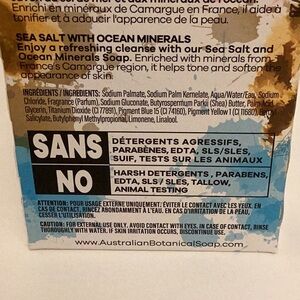 Enrichi en minéraux de Camargue en France, il aide à
tonifier et à adoucir l'apparence de la peau.
SEA SALT WITH OCEAN MINERALS
Enjoy a refreshing cleanse with our Sea Salt and
Ocean Minerals Soap. Enriched with minerals from
France's Camargue region, it helps tone and soften the
appearance of skin.
INGRÉDIENTS / INGREDIENTS: Sodium Palmate, Sodium Palm Kernelate, Aqua/Water/Eau, Sodium
Chloride, Fragrance (Parfum), Sodium Gluconate, Butyrospermum Parkii (Shea) Butter, Palm Acid,
Glycerin, Titanium Dioxide (CI 77891), Pigment Blue 15 (CI 74160), Pigment Yellow 1 (CI 11680), Benzyl
Salicylate, Butylphenyl Methylpropional, Limonene, Linalool.
SANS
DÉTERGENTS AGRESSIFS,
PARABÈNES, EDTA, SLS/SLES,
SUIF, TESTS SUR LES ANIMAUX
NO
HARSH DETERGENTS, PARABENS,
EDTA, SLS / SLES, TALLOW,
ANIMAL TESTING
ATTENTION: POUR USAGE EXTERNE UNIQUEMENT: ÉVITER LE CONTACT AVEC LES YEUX. EN
CAS DE CONTACT, RINCEZ ABONDAMMENT À L'EAU. EN CAS D'IRRITATION DE LA PEAU,
CESSER L'UTILISATION.
CAUTION: FOR EXTERNAL USE ONLY. AVOID CONTACT WITH EYES. IN CASE OF CONTACT, RINSE
THOROUGHLY WITH WATER. IF SKIN IRRITATION OCCURS, DISCONTINUE USE.
www.AustralianBotanicalSoap.com